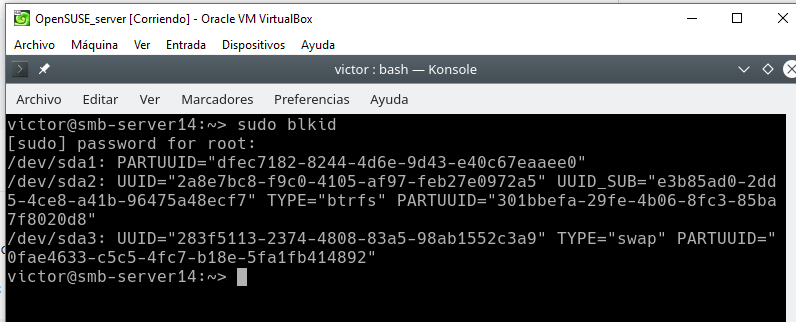 OpenSUSE_server [Corriendo] - Oracle VM VirtualBox
Archivo Máquina Ver Entrada Dispositivos Ayuda
victor : bash — Konsole
Archivo Editar Ver Marcadores Preferencias Ayuda
victor@smb-server14:~> sudo blkid
[sudo] password for root:
/dev/sda1: PARTUUID="dfec7182-8244-4d6e-9d43-e40c67eaaee0"
/dev/sda2: UUID="2a8e7bc8-f9c0-4105-af97-feb27e0972a5" UUID_SUB="e3b85ad0-2dd
5-4ce8-a41b-96475a48ecf7" TYPE="btrfs" PARTUUID="301bbefa-29fe-4b06-8fc3-85ba
7f8020d8"
/dev/sda3: UUID="283f5113-2374-4808-83a5-98ab1552c3a9" TYPE="swap" PARTUUID="
0fae4633-c5c5-4fc7-b18e-5fa1fb414892"
victor@smb-server14:~>